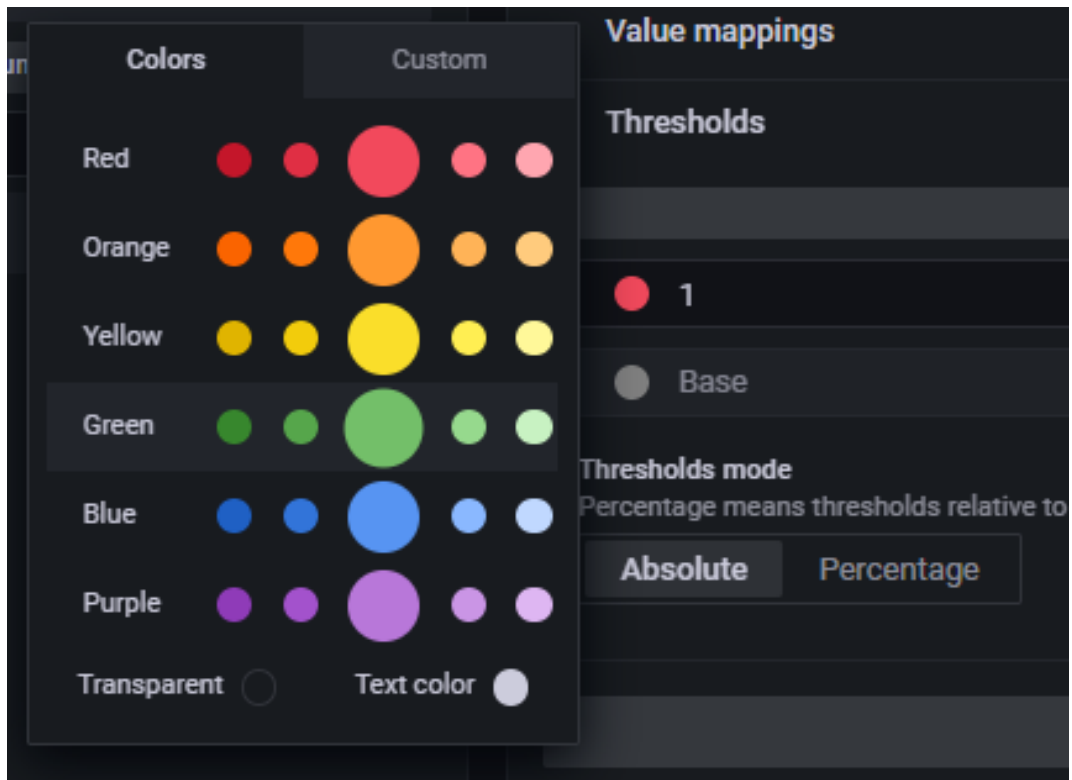 Colors
Custom
Red
Orange
Yellow
Green
Blue
Purple
Transparent
Text color
Value mappings
Thresholds
1
Base
Thresholds mode
Percentage means thresholds relative to
Absolute
Percentage